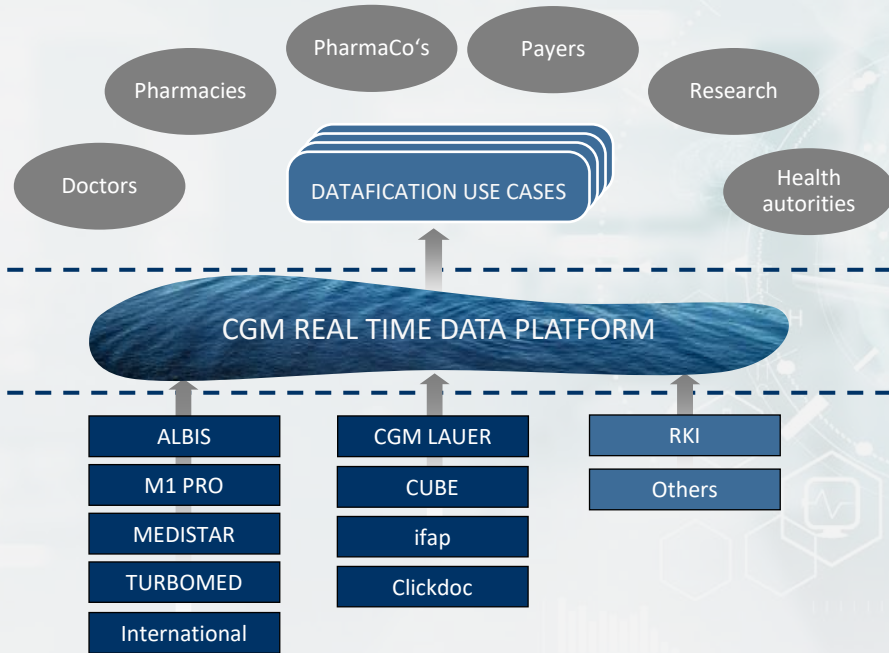 PharmaCo‘s
Payers
Pharmacies
Research
Doctors
DATAFICATION USE CASES
Health
autorities
CGM REAL TIME DATA PLATFORM
ALBIS
CGM LAUER
RKI
M1 PRO
CUBE
Others
MEDISTAR
ifap
TURBOMED
Clickdoc
International